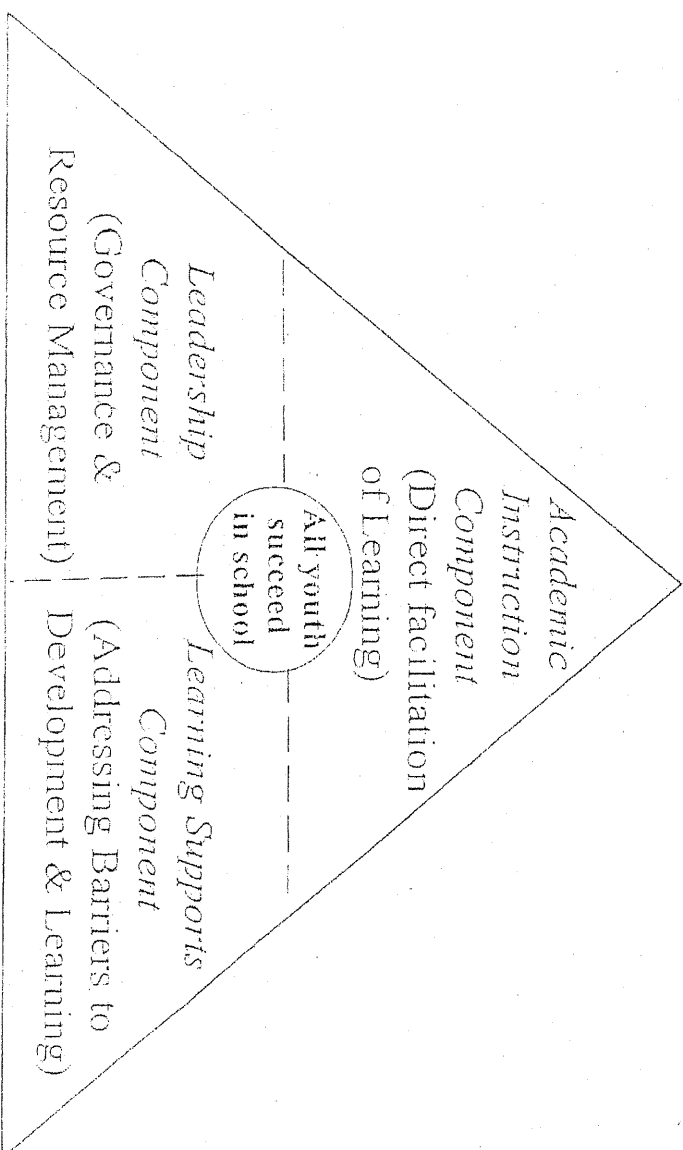 Academic
Instruction
Component
(Direct facilitation
of Learning)
All youth
succeed
in school
Leadership
Component
(Governance &
Resource Management)
Learning Supports
Component
(Addressing Barriers to
Development & Learning)